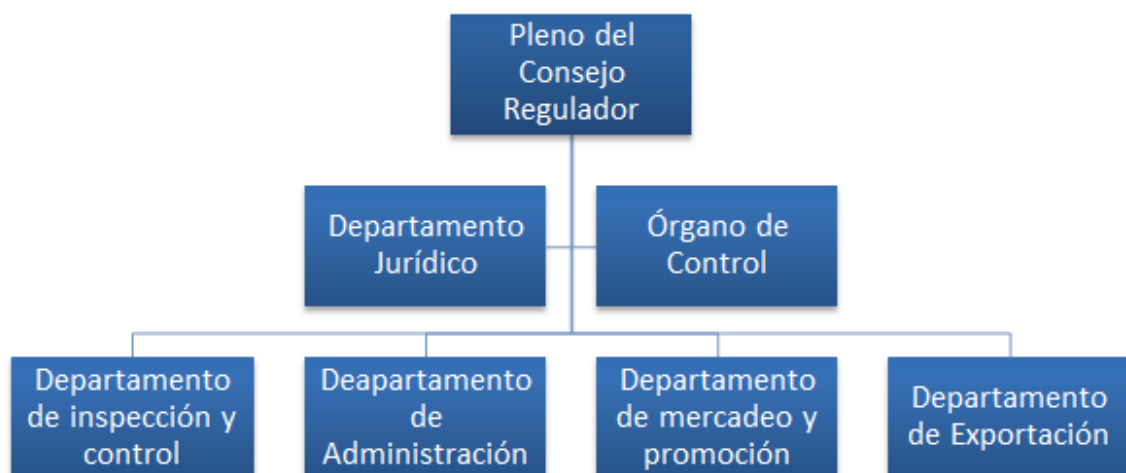 Pleno del
Consejo
Regulador
Departamento
Jurídico
Órgano de
Control
Departamento
de inspección y
control
Deapartamento
de
Administración
Departamento
de mercadeo y
promoción
Departamento
de Exportación